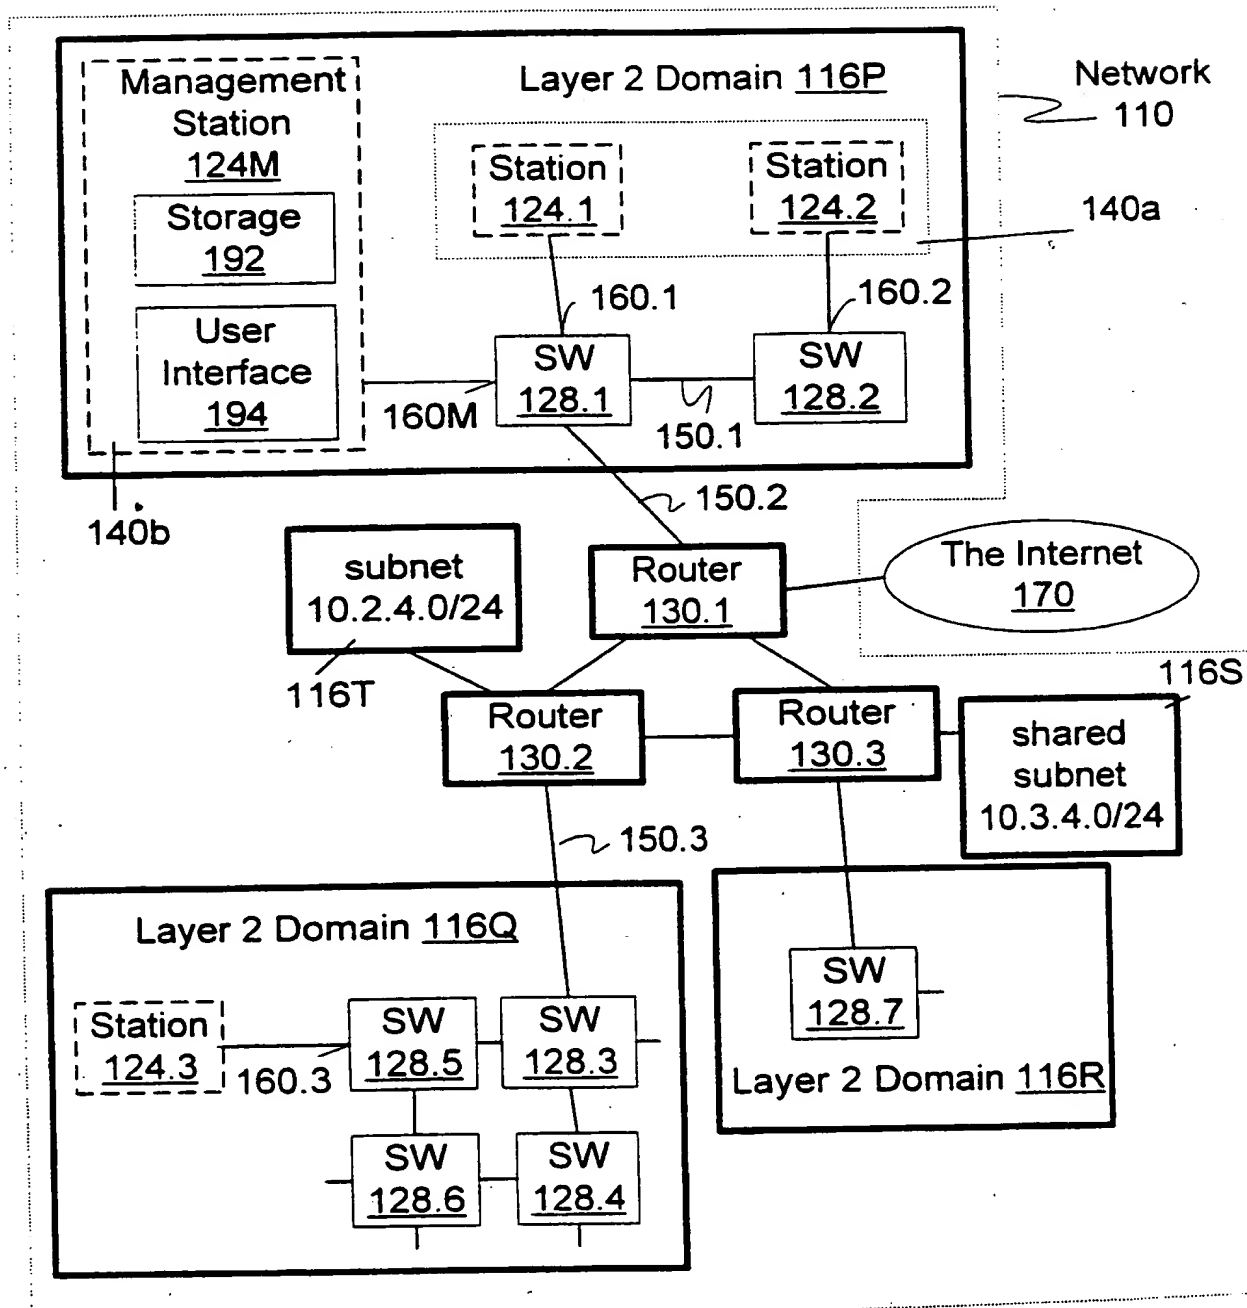 Management
Station
124M
Storage
192
User
Interface
194
Layer 2 Domain 116P
Station
124.1
Station
124.2
Network
110
140a
160.1
160.2
SW
128.1
SW
128.2
160M
150.1
140b
150.2
subnet
10.2.4.0/24
116T
Router
130.1
The Internet
170
Router
130.2
Router
130.3
116S
shared
subnet
10.3.4.0/24
150.3
Layer 2 Domain 116Q
Station
124.3
160.3
SW
128.5
SW
128.3
SW
128.6
SW
128.4
SW
128.7
Layer 2 Domain 116R